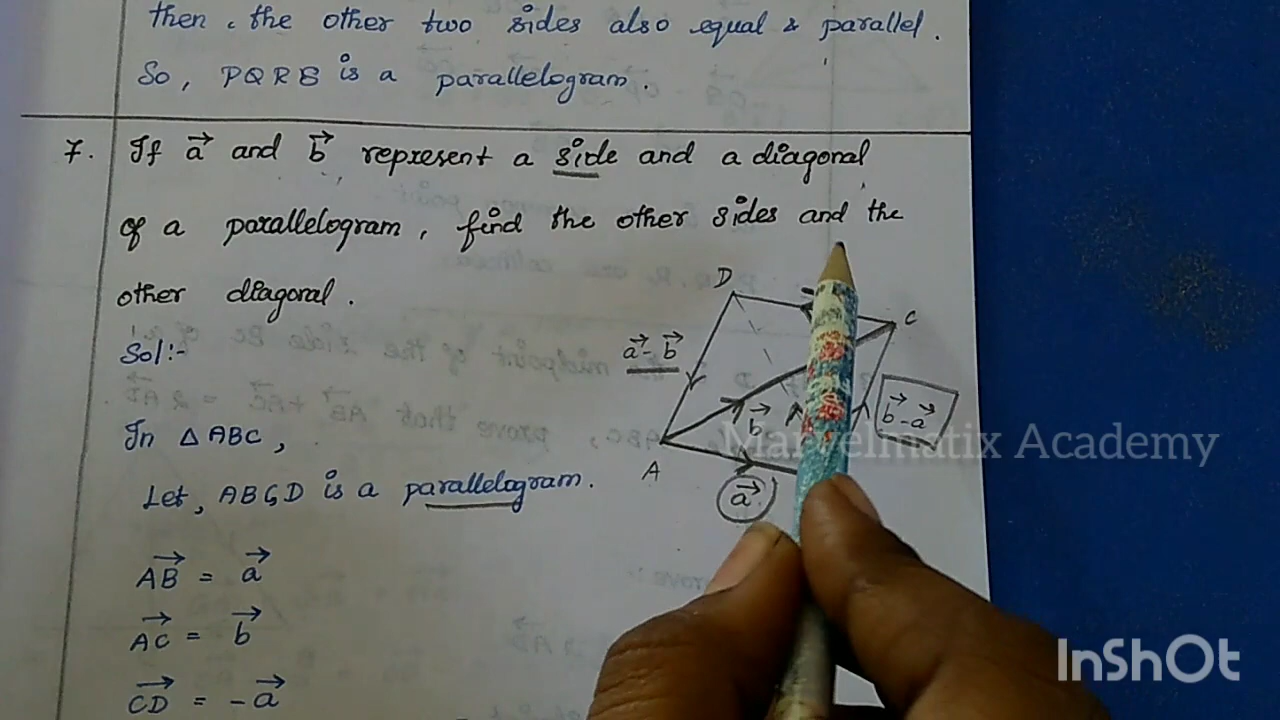 then, the other two sides also equal & parallel.
So, PQRS is a parallelogram.
7. If a⃗ and b⃗ represent a side and a diagonal
of a parallelogram, find the other sides and the
other diagoral.
Sol:-
In △ABC,
Let, ABCD is a parallelogram.
AB⃗ = a⃗
AC⃗ = b⃗
CD⃗ = -a⃗
D
C
a⃗ - b⃗
b⃗
b⃗ - a⃗
A
a⃗
Marvelmatix Academy
InShOt